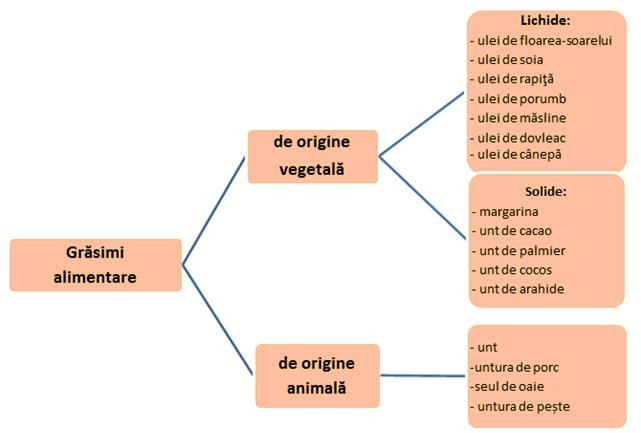 Grăsimi
alimentare
de origine
vegetală
Lichide:
- ulei de floarea-soarelui
- ulei de soia
- ulei de rapiţă
- ulei de porumb
- ulei de măsline
- ulei de dovleac
- ulei de cânepă
Solide:
- margarina
- unt de cacao
- unt de palmier
- unt de cocos
- unt de arahide
de origine
animală
- unt
-untura de porc
-seul de oaie
- untura de pește